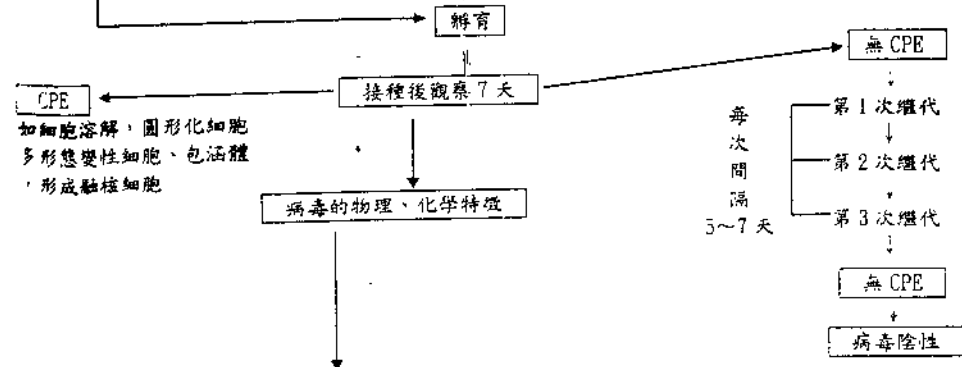 孵育
接種後觀察7天
CPE
如細胞溶解，圓形化細胞
多形態變性細胞、包涵體
，形成融核細胞
病毒的物理、化學特徵
無 CPE
第1次繼代
第2次繼代
第3次繼代
每次間隔
5～7天
無 CPE
病毒陰性